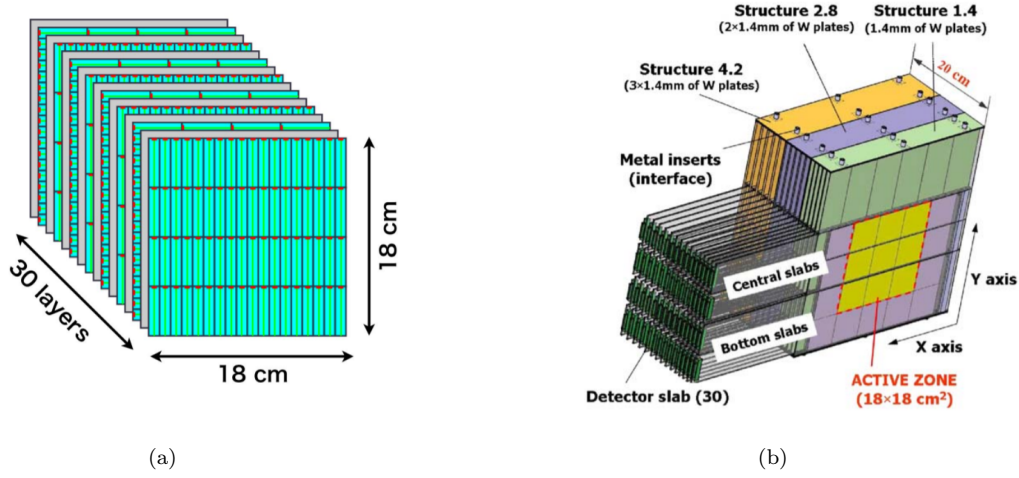 30 layers
18 cm
18 cm
(a)
Structure 2.8
(2×1.4mm of W plates)
Structure 1.4
(1.4mm of W plates)
Structure 4.2
(3×1.4mm of W plates)
20 cm
Metal inserts
(interface)
Central slabs
Bottom slabs
Y axis
X axis
Detector slab (30)
ACTIVE ZONE
(18×18 cm²)
(b)